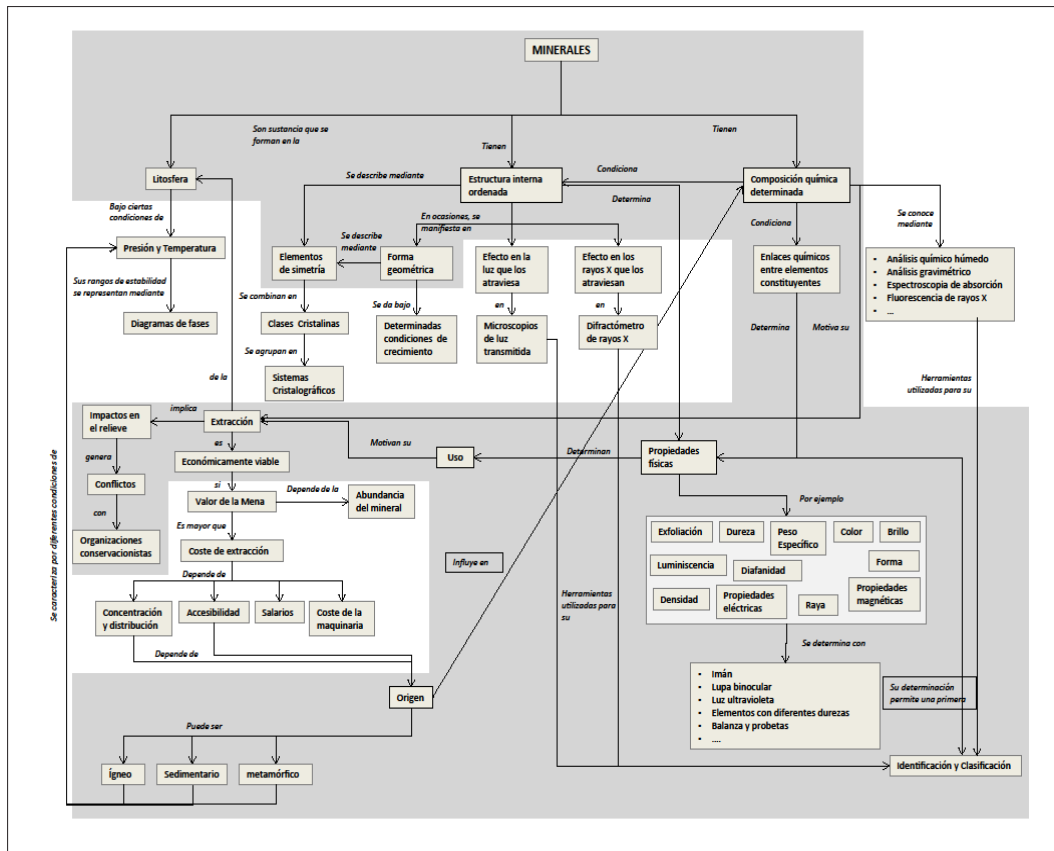 MINERALES
Son sustancia que se
forman en la
Tienen
Tienen
Litosfera
Se describe mediante
Estructura interna
ordenada
Condiciona
Determina
Composición química
determinada
Bajo ciertas
condiciones de
En ocasiones, se
manifiesta en
Condiciona
Se conoce
mediante
Presión y Temperatura
Elementos
de simetría
Se describe
mediante
Forma
geométrica
Efecto en la
luz que los
atraviesa
Efecto en los
rayos X que los
atraviesan
Enlaces químicos
entre elementos
constituyentes
• Análisis químico húmedo
• Análisis gravimétrico
• Espectroscopia de absorción
• Fluorescencia de rayos X
• ...
Sus rangos de estabilidad
se representan mediante
Se combinan en
Se da bajo
en
en
Diagramas de fases
Clases Cristalinas
Determinadas
condiciones de
crecimiento
Microscopios
de luz
transmitida
Difractómetro
de rayos X
Determina
Motiva su
Se agrupan en
Sistemas
Cristalográficos
de la
Herramientas
utilizadas para su
Impactos en
el relieve
implica
Extracción
Motivan su
Uso
Determinan
Propiedades
físicas
genera
es
Económicamente viable
Conflictos
si
con
Valor de la Mena
Depende de la
Abundancia
del mineral
Por ejemplo
Organizaciones
conservacionistas
Es mayor que
Coste de extracción
Exfoliación
Dureza
Peso
Específico
Color
Brillo
Luminiscencia
Diafanidad
Forma
Densidad
Propiedades
eléctricas
Raya
Propiedades
magnéticas
Influye en
Depende de
Concentración
y distribución
Accesibilidad
Salarios
Coste de la
maquinaria
Herramientas
utilizadas para
su
Depende de
Se determina con
Origen
• Imán
• Lupa binocular
• Luz ultravioleta
• Elementos con diferentes durezas
• Balanza y probetas
• ....
Su determinación
permite una primera
Puede ser
Ígneo
Sedimentario
metamórfico
Identificación y Clasificación
Se caracteriza por diferentes condiciones de